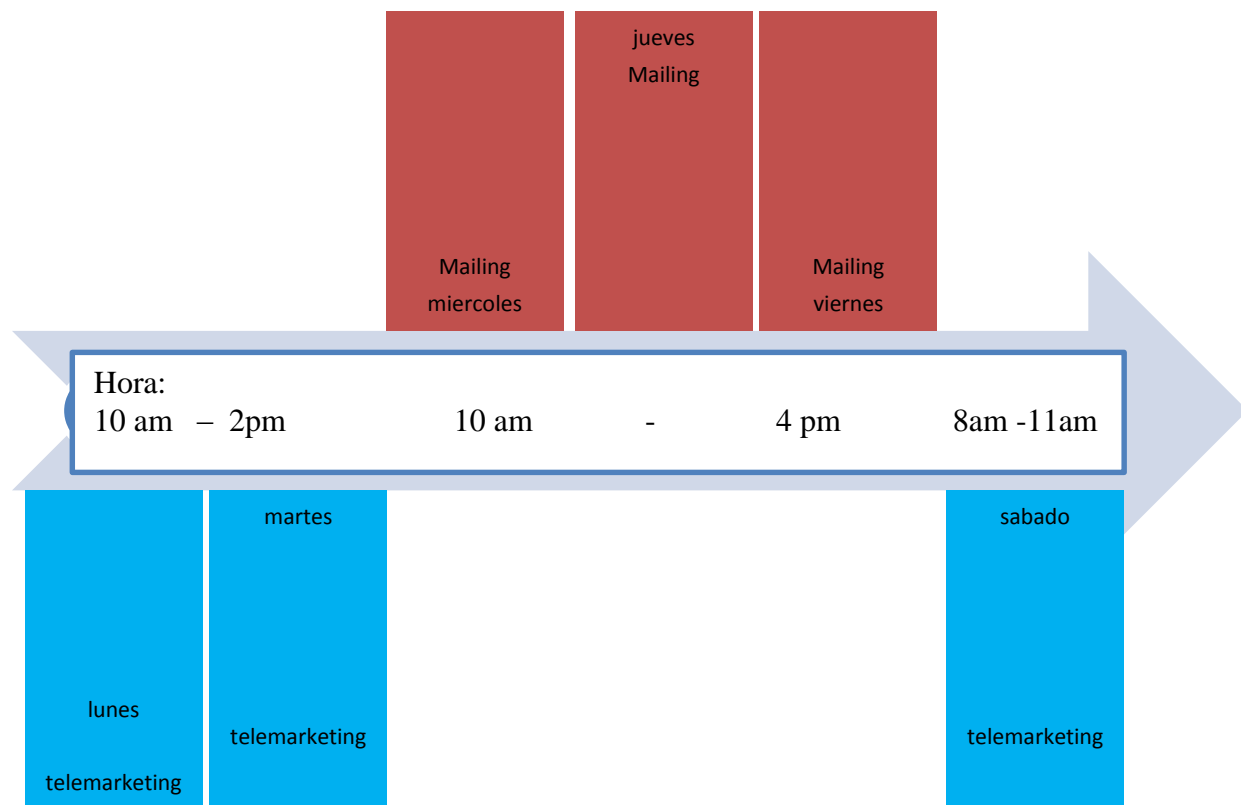 jueves
Mailing
Mailing
miercoles
Mailing
viernes
Hora:
10 am – 2pm 10 am - 4 pm 8am -11am
lunes
telemarketing
martes
telemarketing
sabado
telemarketing